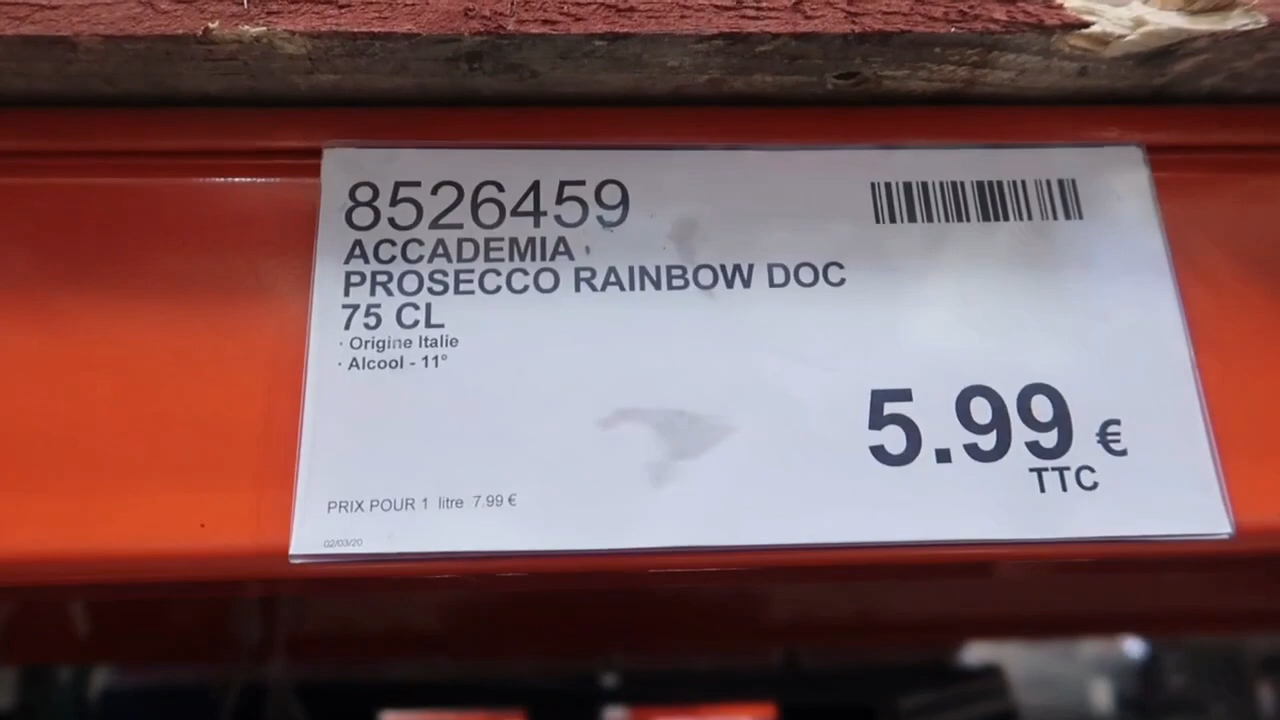 8526459
ACCADEMIA
PROSECCO RAINBOW DOC
75 CL
· Origine Italie
· Alcool - 11°
5.99 €
TTC
PRIX POUR 1 litre 7.99 €
02/03/20